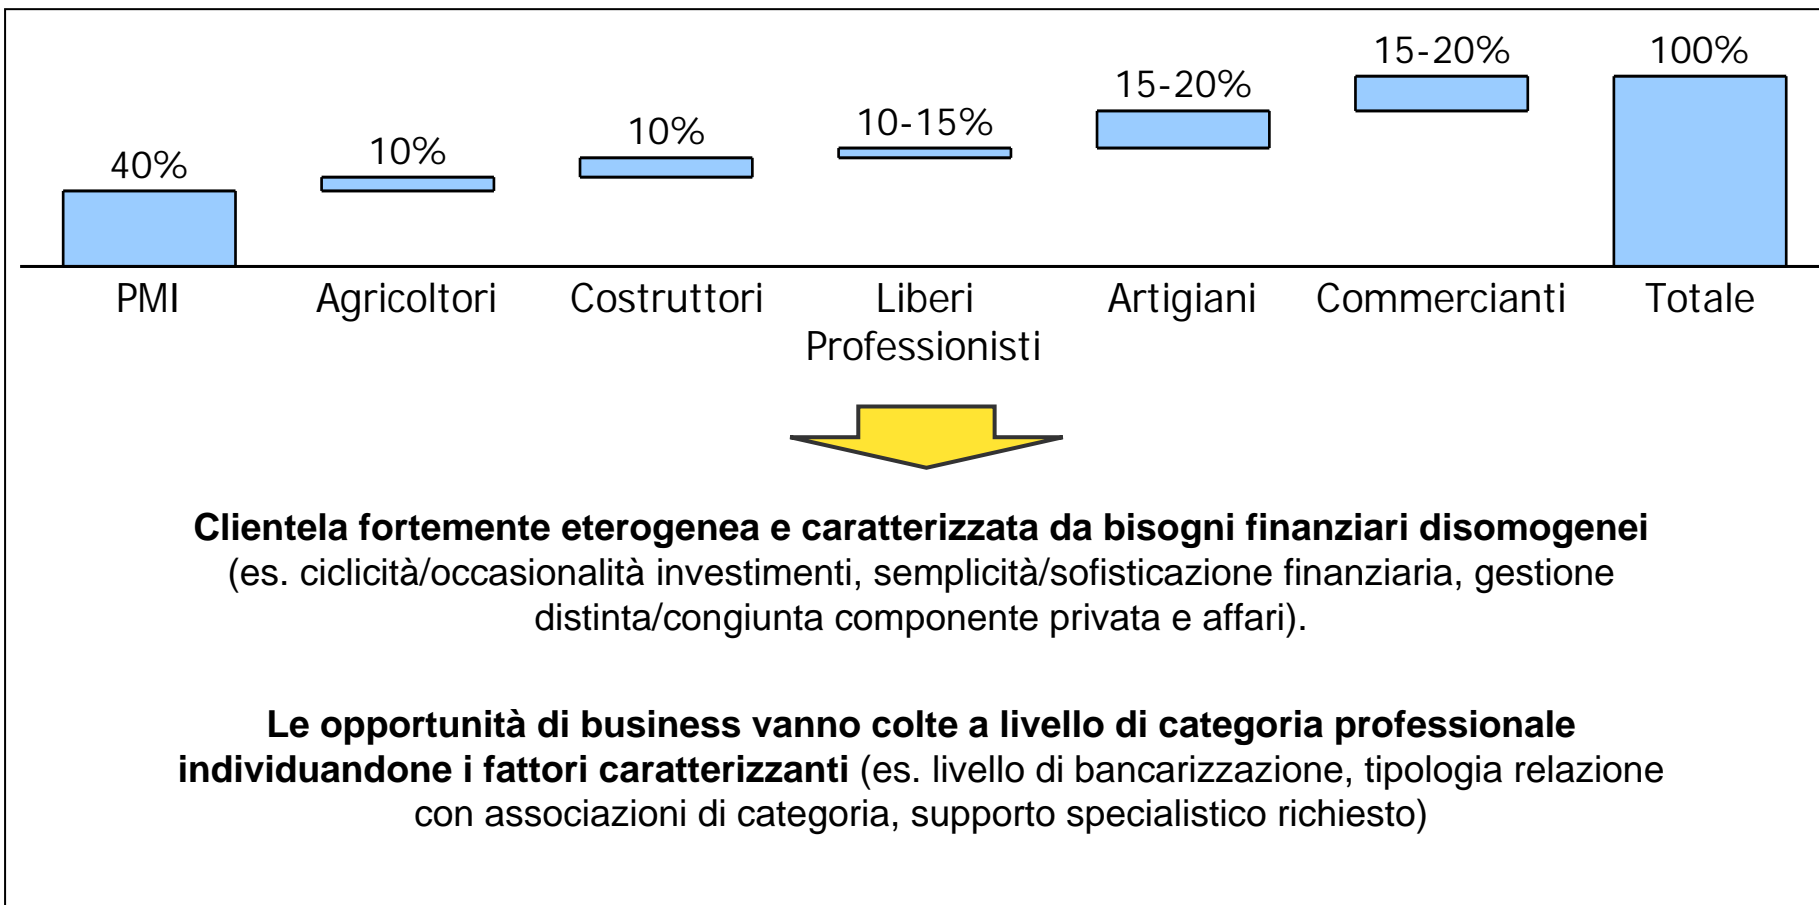 40%
10%
10%
10-15%
15-20%
15-20%
100%
PMI
Agricoltori
Costruttori
Liberi
Professionisti
Artigiani
Commercianti
Totale
Clientela fortemente eterogenea e caratterizzata da bisogni finanziari disomogenei
(es. ciclicità/occasionalità investimenti, semplicità/sofisticazione finanziaria, gestione
distinta/congiunta componente privata e affari).
Le opportunità di business vanno colte a livello di categoria professionale
individuandone i fattori caratterizzanti (es. livello di bancarizzazione, tipologia relazione
con associazioni di categoria, supporto specialistico richiesto)